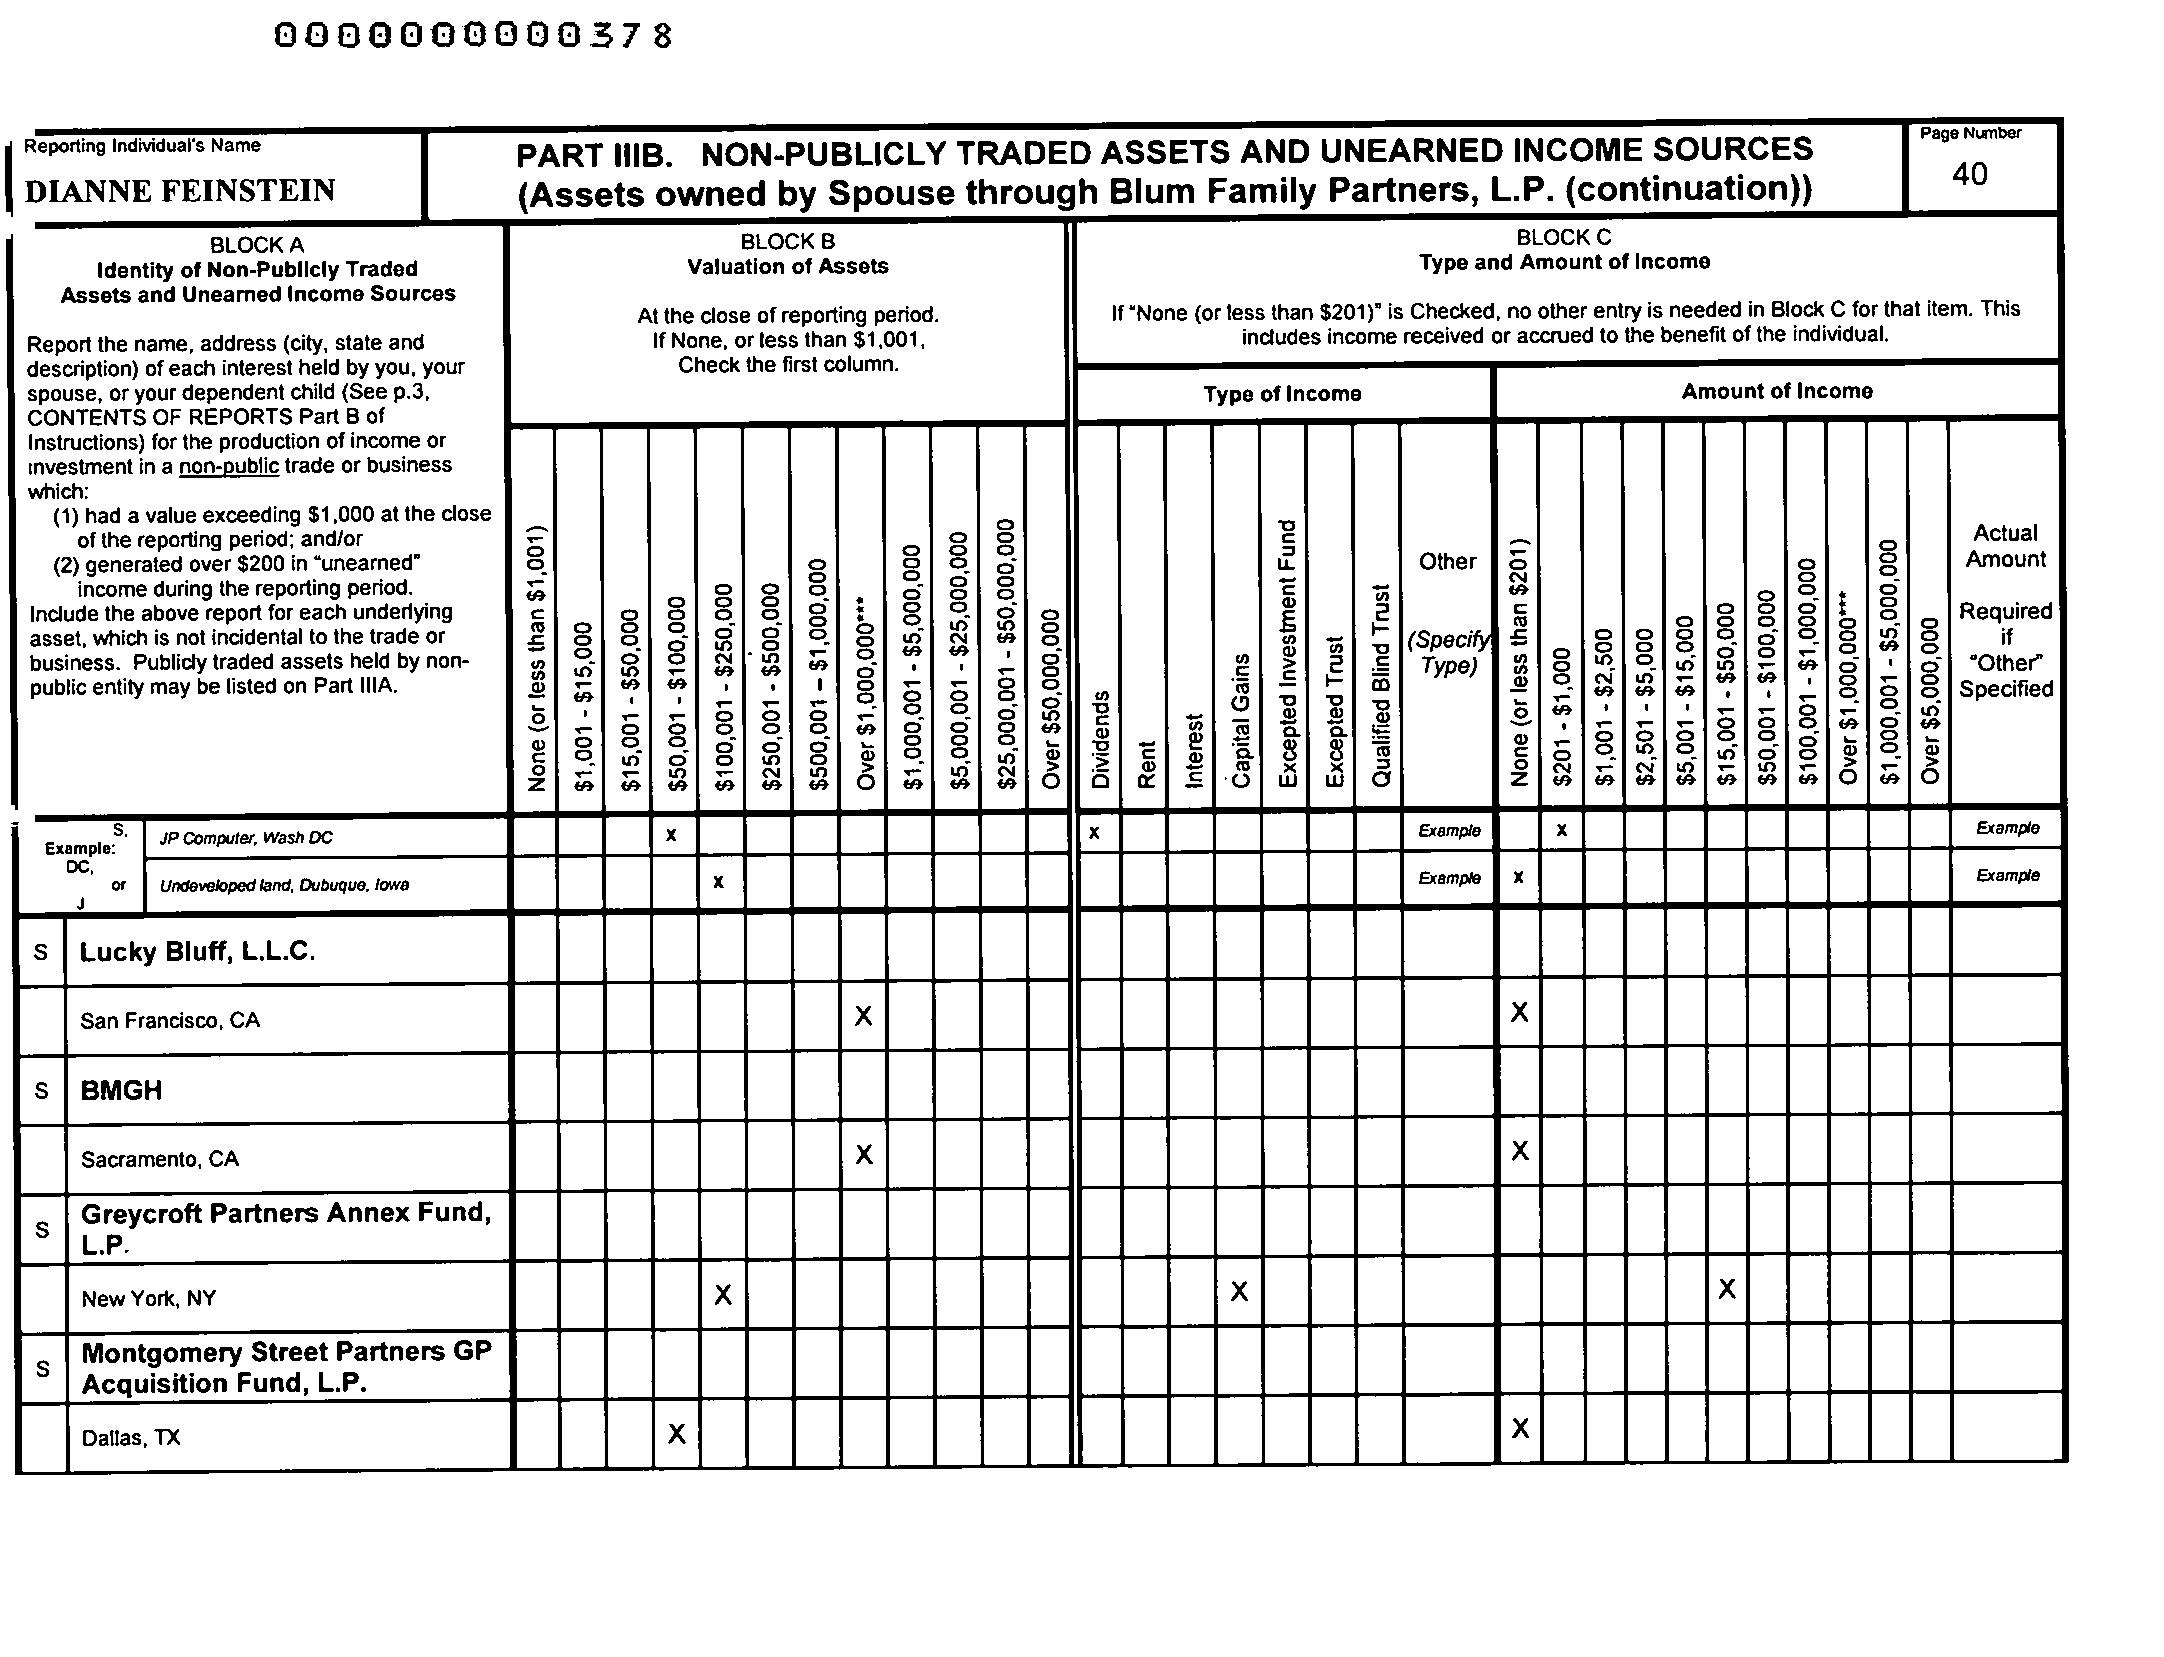 0000000000378
Reporting Individual's Name
DIANNE FEINSTEIN
PART IIIB. NON-PUBLICLY TRADED ASSETS AND UNEARNED INCOME SOURCES
(Assets owned by Spouse through Blum Family Partners, L.P. (continuation))
Page Number
40
BLOCK A
Identity of Non-Publicly Traded
Assets and Unearned Income Sources
Report the name, address (city, state and
description) of each interest held by you, your
spouse, or your dependent child (See p.3,
CONTENTS OF REPORTS Part B of
Instructions) for the production of income or
investment in a non-public trade or business
which:
(1) had a value exceeding $1,000 at the close
of the reporting period; and/or
(2) generated over $200 in "unearned"
income during the reporting period.
Include the above report for each underlying
asset, which is not incidental to the trade or
business. Publicly traded assets held by non-
public entity may be listed on Part IIIA.
BLOCK B
Valuation of Assets
At the close of reporting period.
If None, or less than $1,001,
Check the first column.
BLOCK C
Type and Amount of Income
If "None (or less than $201)" is Checked, no other entry is needed in Block C for that item. This
includes income received or accrued to the benefit of the individual.
Type of Income
Amount of Income
None (or less than $1,001)
$1,001 - $15,000
$15,001 - $50,000
$50,001 - $100,000
$100,001 - $250,000
$250,001 - $500,000
$500,001 – $1,000,000
Over $1,000,000***
$1,000,001 - $5,000,000
$5,000,001 - $25,000,000
$25,000,001 - $50,000,000
Over $50,000,000
Dividends
Rent
Interest
Capital Gains
Excepted Investment Fund
Excepted Trust
Qualified Blind Trust
Other
(Specify
Type)
None (or less than $201)
$201 - $1,000
$1,001 - $2,500
$2,501 - $5,000
$5,001 - $15,000
$15,001 - $50,000
$50,001 - $100,000
$100,001 - $1,000,000
Over $1,000,000***
$1,000,001 - $5,000,000
Over $5,000,000
Actual
Amount
Required
if
"Other"
Specified
S,
Example:
DC,
or
J
JP Computer, Wash DC x x Example x Example
Undeveloped land, Dubuque, Iowa x Example x Example
S Lucky Bluff, L.L.C.
San Francisco, CA X X
S BMGH
Sacramento, CA X X
S Greycroft Partners Annex Fund,
L.P.
New York, NY X X X
S Montgomery Street Partners GP
Acquisition Fund, L.P.
Dallas, TX X X